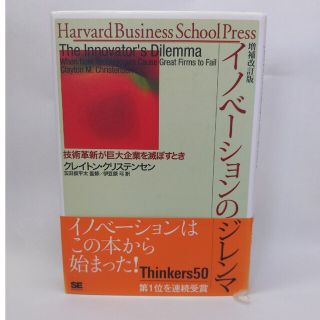 Harvard Business School Press
The Innovator's Dilemma
When New Technologies Cause Great Firms to Fail
Clayton M. Christensen
増補改訂版
イノベーションのジレンマ
技術革新が巨大企業を滅ぼすとき
クレイトン・クリステンセン
玉田俊平太 監修/伊豆原 弓 訳
イノベーションは
この本から
始まった!
Thinkers50
第1位を連続受賞
SE